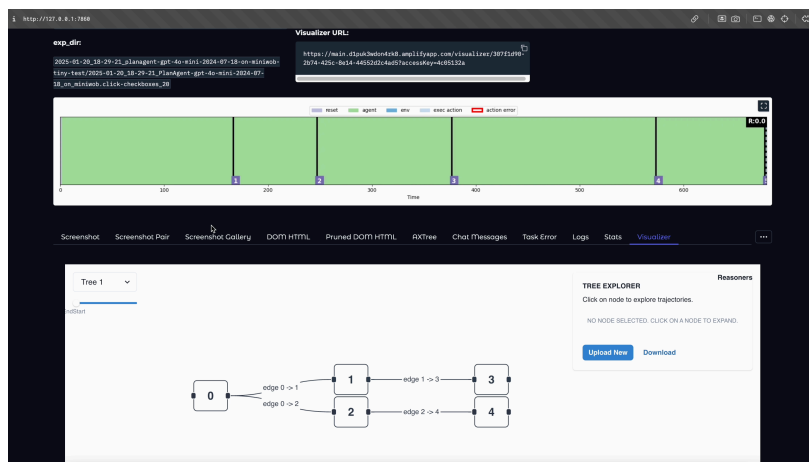 http://127.0.0.1:7860
exp_dir:
2025-01-20_18-29-21_planagent-gpt-4o-mini-2024-07-18-on-miniwob-
tiny-test/2025-01-20_18-29-21_PlanAgent-gpt-4o-mini-2024-07-
18_on_miniwob.click-checkboxes_20
Visualizer URL:
https://main.d1puk3wdon4zk8.amplifyapp.com/visualizer/307f1d90-
2b74-425c-8e14-44552d2c4ad5?accessKey=4c05132a
reset agent env exec action action error
R:0.0
1 2 3 4
0 100 200 300 400 500 600
Time
Screenshot Screenshot Pair Screenshot Gallery DOM HTML Pruned DOM HTML AXTree Chat Messages Task Error Logs Stats Visualizer
Tree 1
EndStart
Reasoners
TREE EXPLORER
Click on node to explore trajectories.
NO NODE SELECTED, CLICK ON A NODE TO EXPAND.
Upload New Download
0 edge 0 -> 1 1 edge 1 -> 3 3
edge 0 -> 2 2 edge 2 -> 4 4